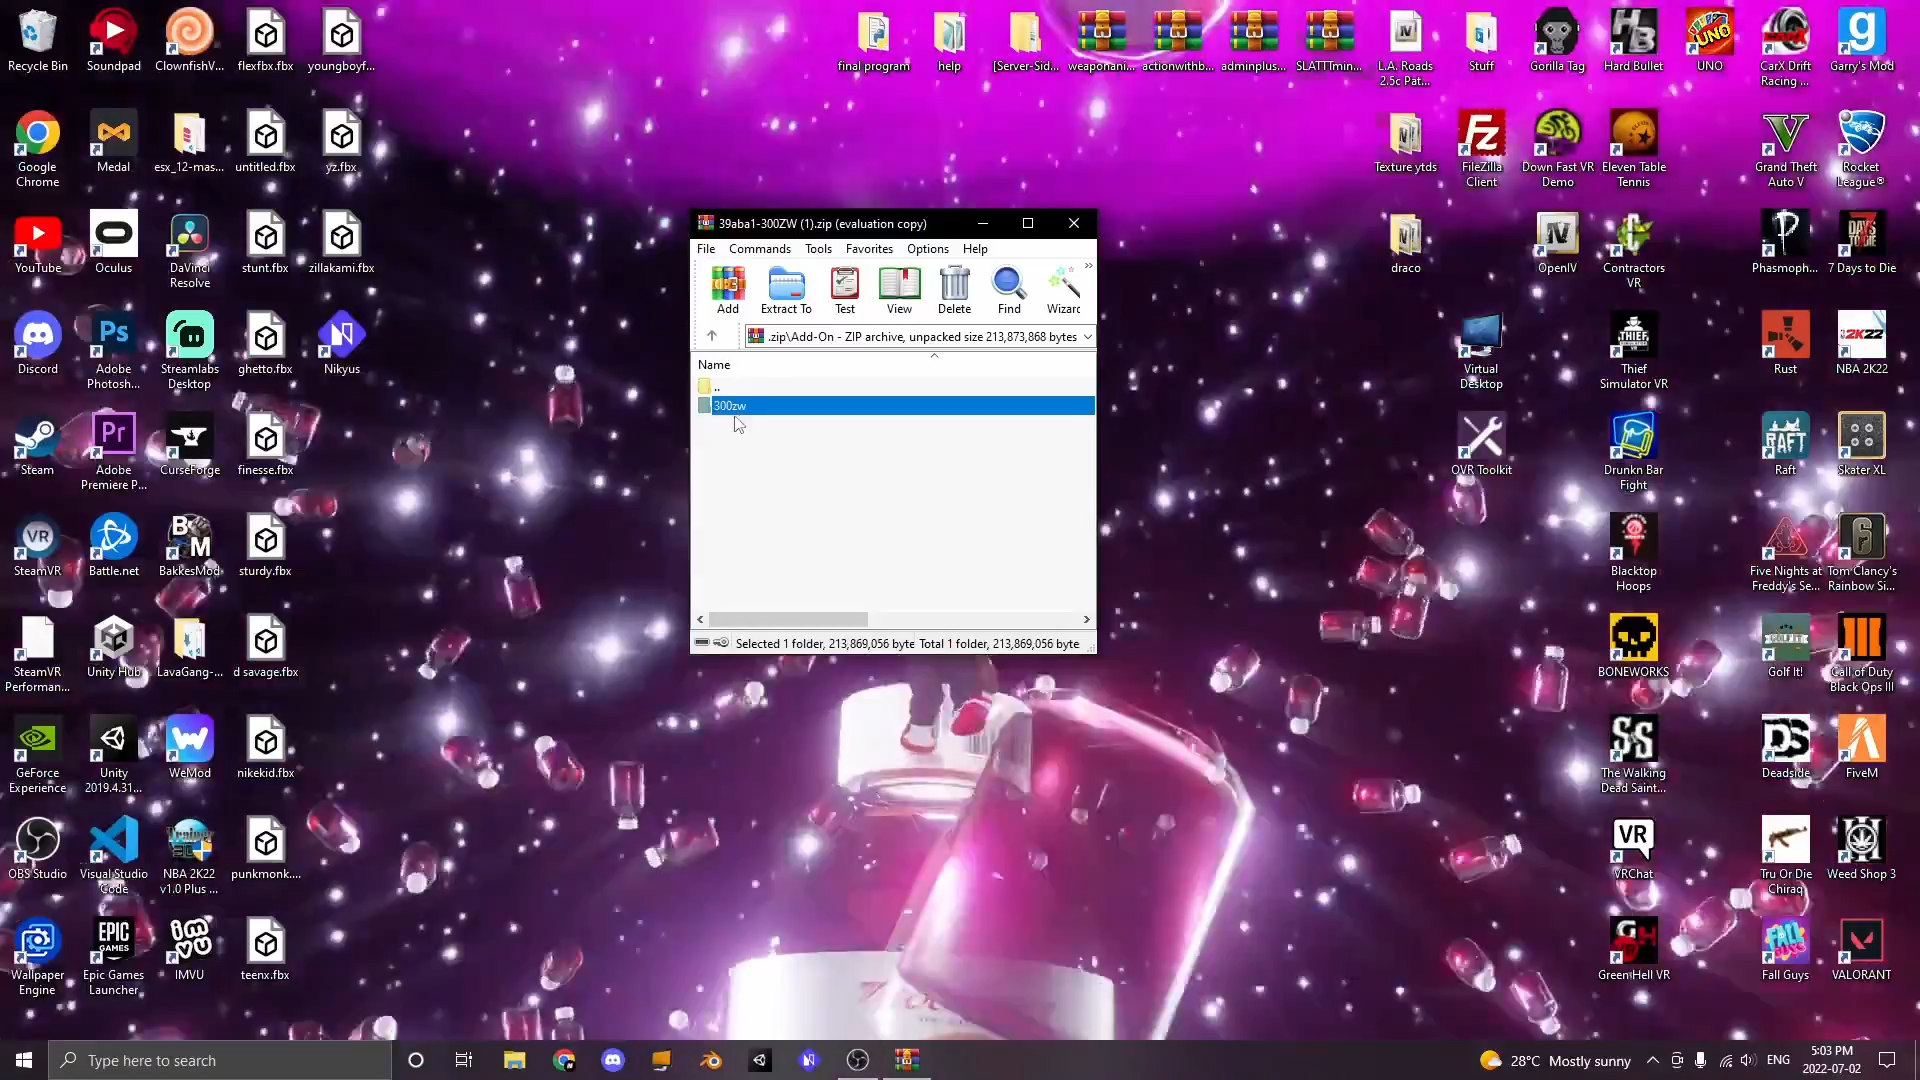 Recycle Bin
Soundpad
ClownfishV...
flexfbx.fbx
youngboyf...
final program
help
[Server-Sid...
weaponani...
actionwithb...
adminplus...
SLATTmin...
L.A. Roads
2.5c Pat...
Stuff
Gorilla Tag
Hard Bullet
UNO
CarX Drift
Racing ...
Garry's Mod
Google
Chrome
Medal
esx_12-mas...
untitled.fbx
yz.fbx
Texture ytds
FileZilla
Client
Down Fast VR
Demo
Eleven Table
Tennis
Grand Theft
Auto V
Rocket
League®
39aba1-300ZW (1).zip (evaluation copy)
File Commands Tools Favorites Options Help
Add
Extract To
Test
View
Delete
Find
Wizard
.zip\Add-On - ZIP archive, unpacked size 213,873,868 bytes
Name
..
300zw
Selected 1 folder, 213,869,056 byte
Total 1 folder, 213,869,056 byte
YouTube
Oculus
DaVinci
Resolve
stunt.fbx
zillakami.fbx
draco
OpenIV
Contractors
VR
Phasmoph...
7 Days to Die
Discord
Adobe
Photosh...
Streamlabs
Desktop
ghetto.fbx
Nikyus
Virtual
Desktop
Thief
Simulator VR
Rust
NBA 2K22
Steam
Adobe
Premiere P...
CurseForge
finesse.fbx
OVR Toolkit
Drunkn Bar
Fight
Raft
Skater XL
SteamVR
Battle.net
BakkesMod
sturdy.fbx
Blacktop
Hoops
Five Nights at
Freddy's Se...
Tom Clancy's
Rainbow Si...
SteamVR
Performan...
Unity Hub
LavaGang-...
d savage.fbx
BONEWORKS
Golf It!
Call of Duty
Black Ops III
GeForce
Experience
Unity
2019.4.31...
WeMod
nikekid.fbx
The Walking
Dead Saint...
Deadside
FiveM
OBS Studio
Visual Studio
Code
NBA 2K22
v1.0 Plus ...
punkmonk....
VRChat
Tru Or Die
Chiraq
Weed Shop 3
Wallpaper
Engine
Epic Games
Launcher
IMVU
teenx.fbx
GreenHell VR
Fall Guys
VALORANT
Type here to search
28°C Mostly sunny
ENG
5:03 PM
2022-07-02